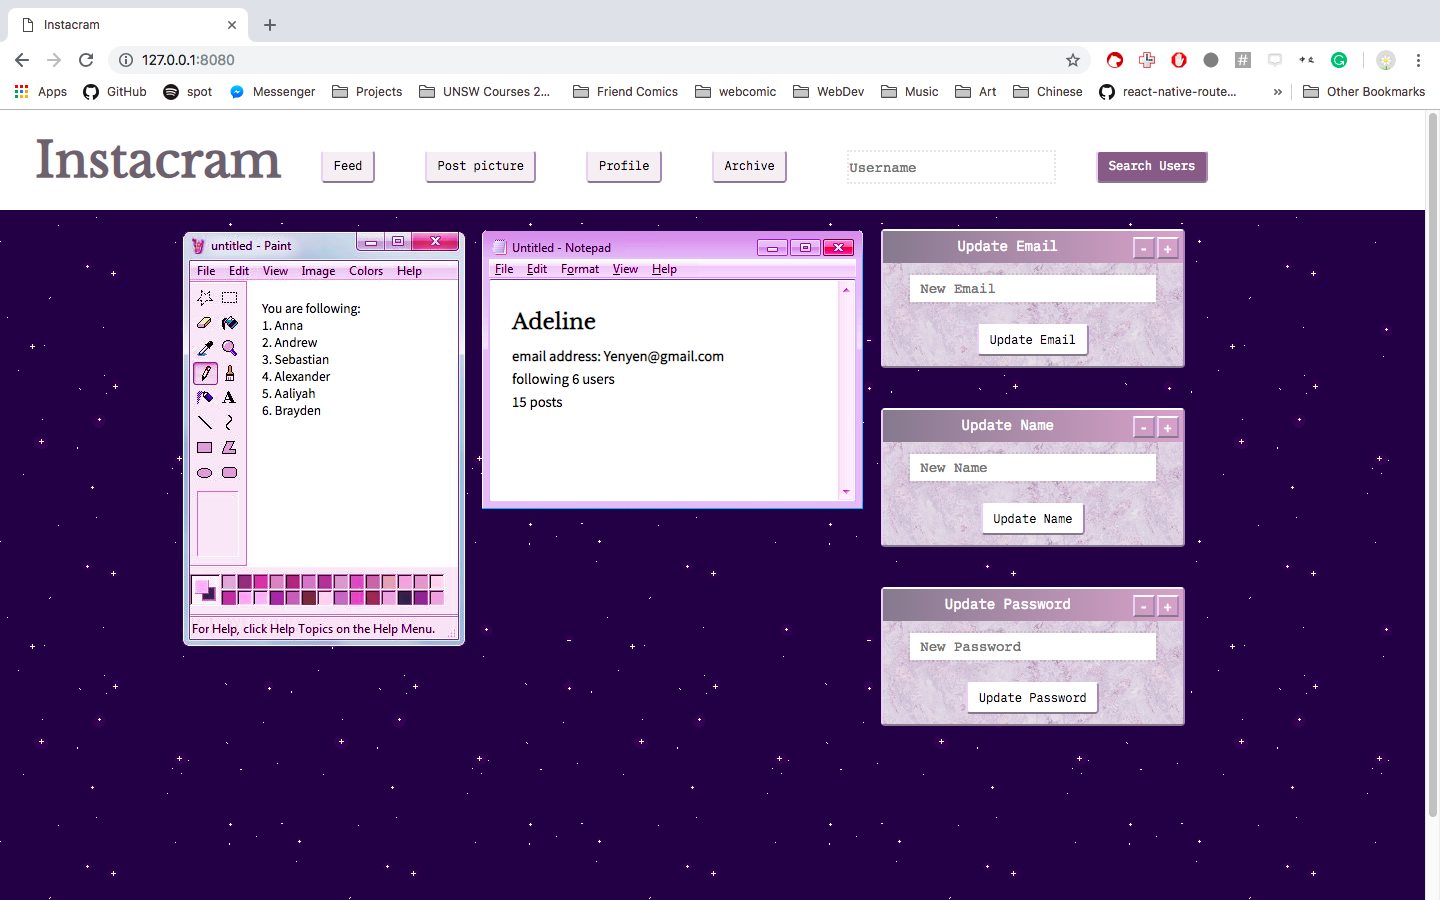 Instacram
127.0.0.1:8080
Apps GitHub spot Messenger Projects UNSW Courses 2... Friend Comics webcomic WebDev Music Art Chinese react-native-route... » Other Bookmarks
Instacram Feed Post picture Profile Archive Username Search Users
untitled - Paint
File Edit View Image Colors Help
You are following:
1. Anna
2. Andrew
3. Sebastian
4. Alexander
5. Aaliyah
6. Brayden
A
For Help, click Help Topics on the Help Menu.
Untitled - Notepad
File Edit Format View Help
Adeline
email address: Yenyen@gmail.com
following 6 users
15 posts
Update Email - +
New Email
Update Email
Update Name - +
New Name
Update Name
Update Password - +
New Password
Update Password